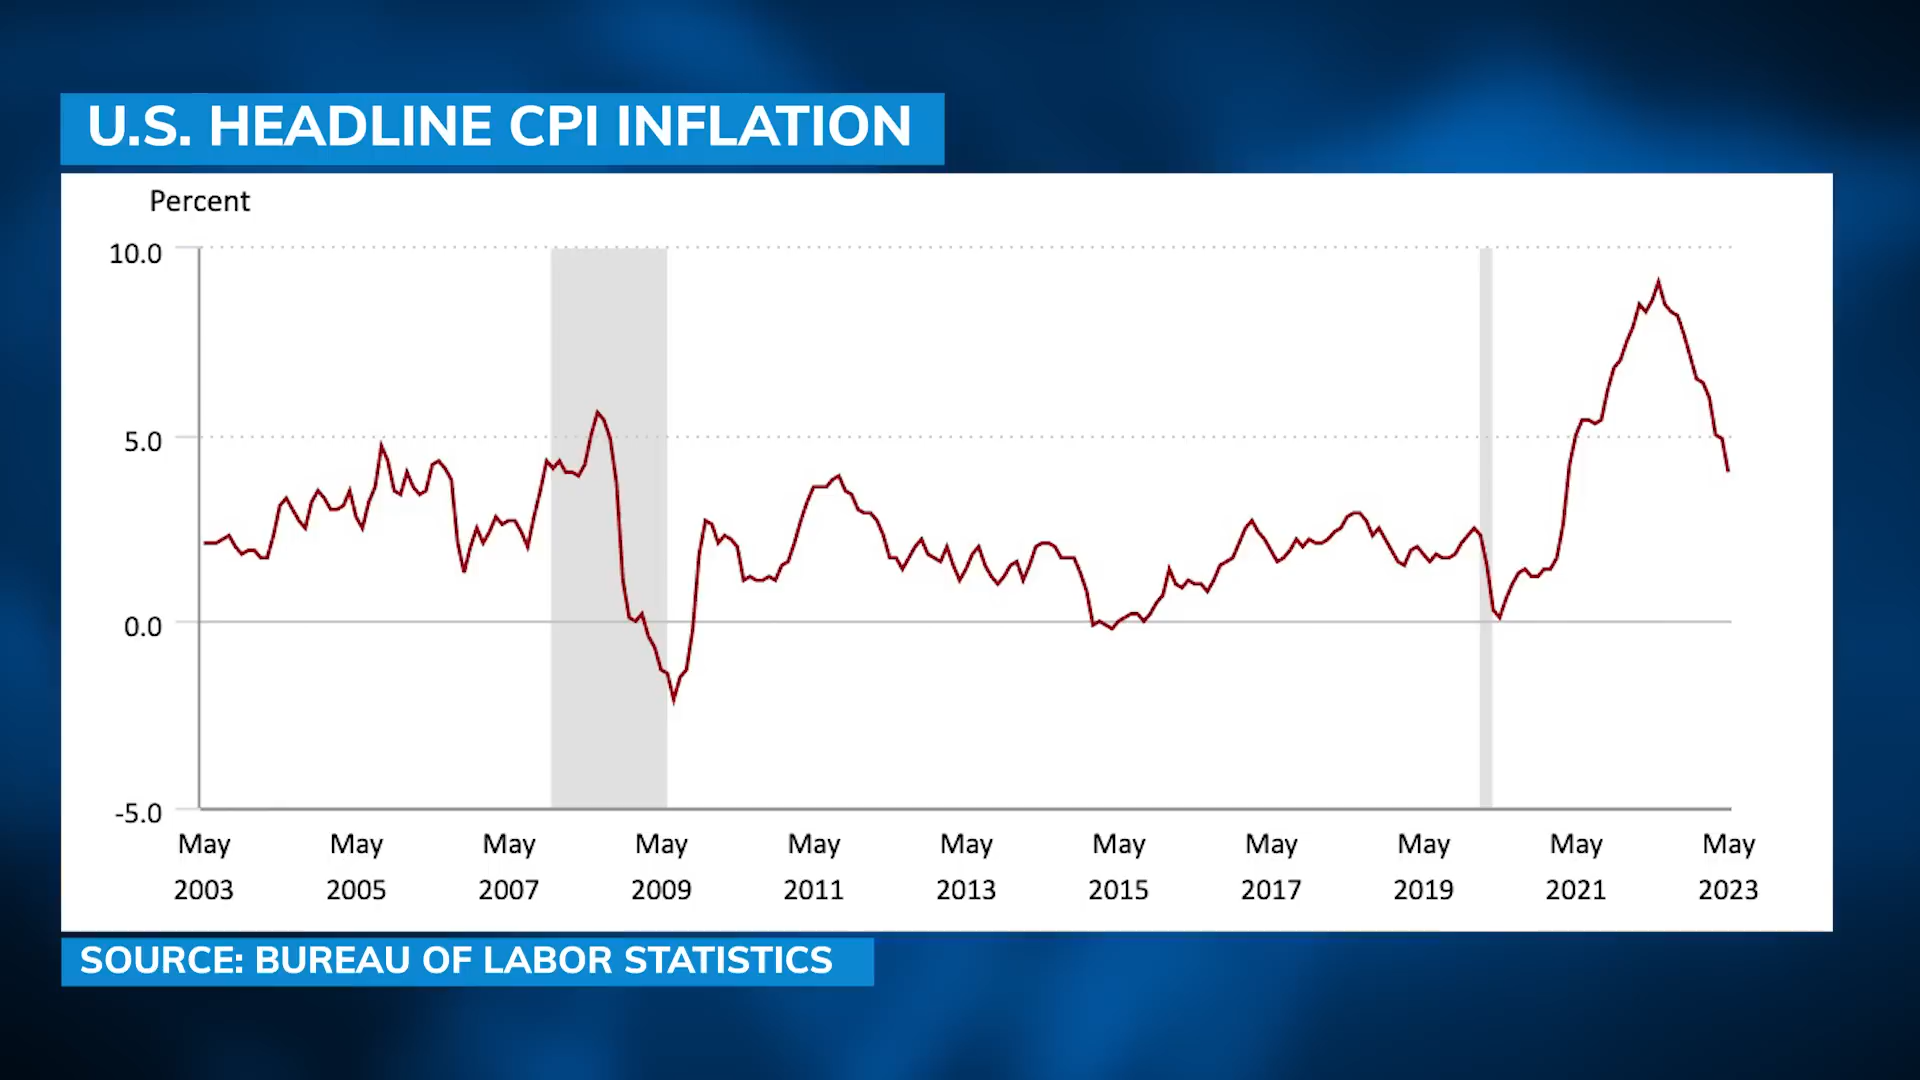 U.S. HEADLINE CPI INFLATION
Percent
10.0
5.0
0.0
-5.0
May May May May May May May May May May May
2003 2005 2007 2009 2011 2013 2015 2017 2019 2021 2023
SOURCE: BUREAU OF LABOR STATISTICS